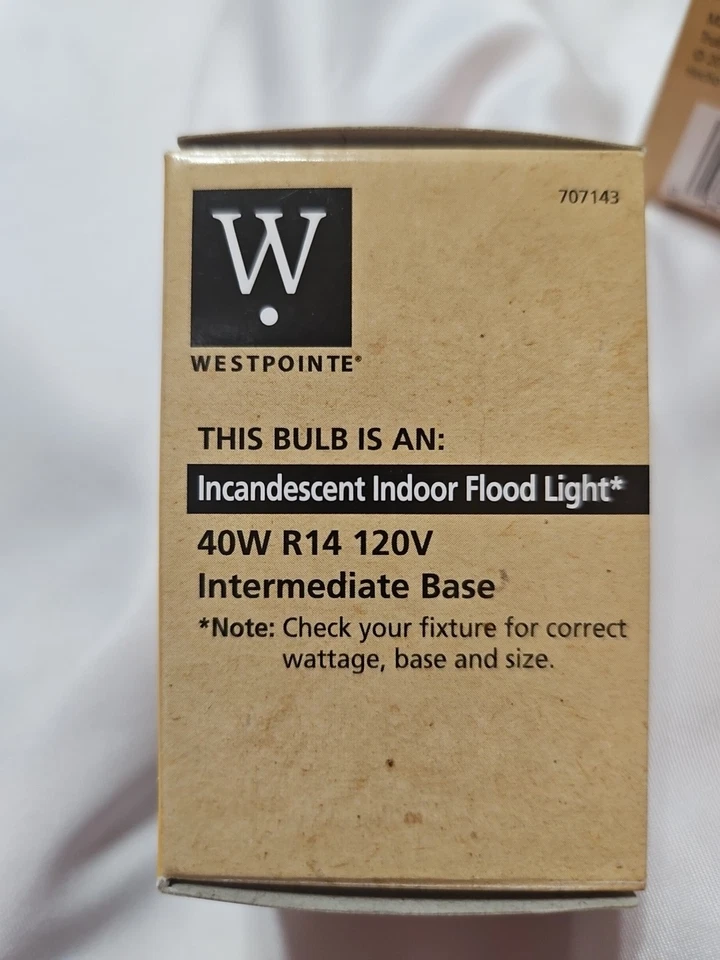 707143
W
WESTPOINTE®
THIS BULB IS AN:
Incandescent Indoor Flood Light*
40W R14 120V
Intermediate Base
*Note: Check your fixture for correct
wattage, base and size.